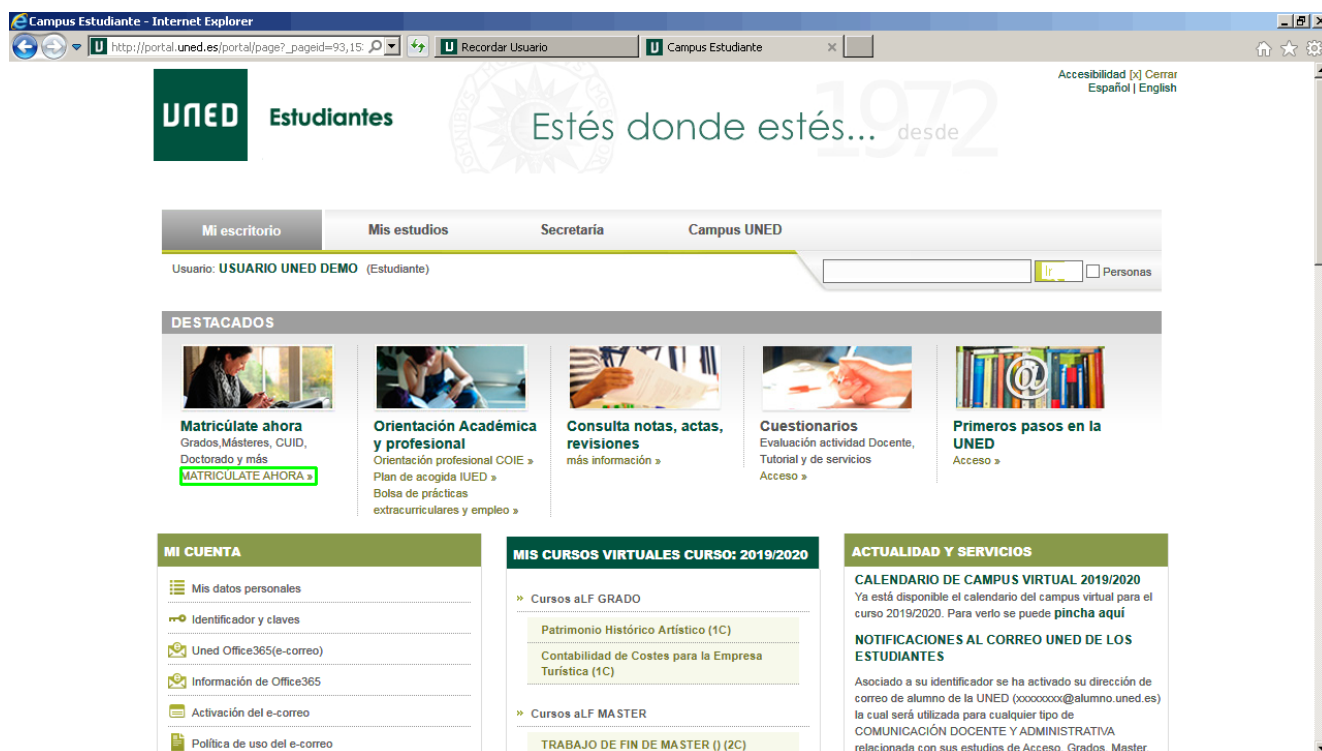 Campus Estudiante - Internet Explorer
http://portal.uned.es/portal/page?_pageid=93,15
Recordar Usuario
Campus Estudiante
Accesibilidad [x] Cerrar
Español | English
UNED
Estudiantes
Estés donde estés... desde 1972
Mi escritorio
Mis estudios
Secretaría
Campus UNED
Usuario: USUARIO UNED DEMO (Estudiante)
Ir
Personas
DESTACADOS
Matricúlate ahora
Grados,Másteres, CUID,
Doctorado y más
MATRICÚLATE AHORA »
Orientación Académica
y profesional
Orientación profesional COIE »
Plan de acogida IUED »
Bolsa de prácticas
extracurriculares y empleo »
Consulta notas, actas,
revisiones
más información »
Cuestionarios
Evaluación actividad Docente,
Tutorial y de servicios
Acceso »
@
Primeros pasos en la
UNED
Acceso »
MI CUENTA
Mis datos personales
Identificador y claves
Uned Office365(e-correo)
Información de Office365
Activación del e-correo
Política de uso del e-correo
MIS CURSOS VIRTUALES CURSO: 2019/2020
» Cursos aLF GRADO
Patrimonio Histórico Artístico (1C)
Contabilidad de Costes para la Empresa
Turística (1C)
» Cursos aLF MASTER
TRABAJO DE FIN DE MASTER () (2C)
ACTUALIDAD Y SERVICIOS
CALENDARIO DE CAMPUS VIRTUAL 2019/2020
Ya está disponible el calendario del campus virtual para el
curso 2019/2020. Para verlo se puede pincha aquí
NOTIFICACIONES AL CORREO UNED DE LOS
ESTUDIANTES
Asociado a su identificador se ha activado su dirección de
correo de alumno de la UNED (xxxxxxxx@alumno.uned.es)
la cual será utilizada para cualquier tipo de
COMUNICACIÓN DOCENTE Y ADMINISTRATIVA
relacionada con sus estudios de Acceso, Grados, Master,